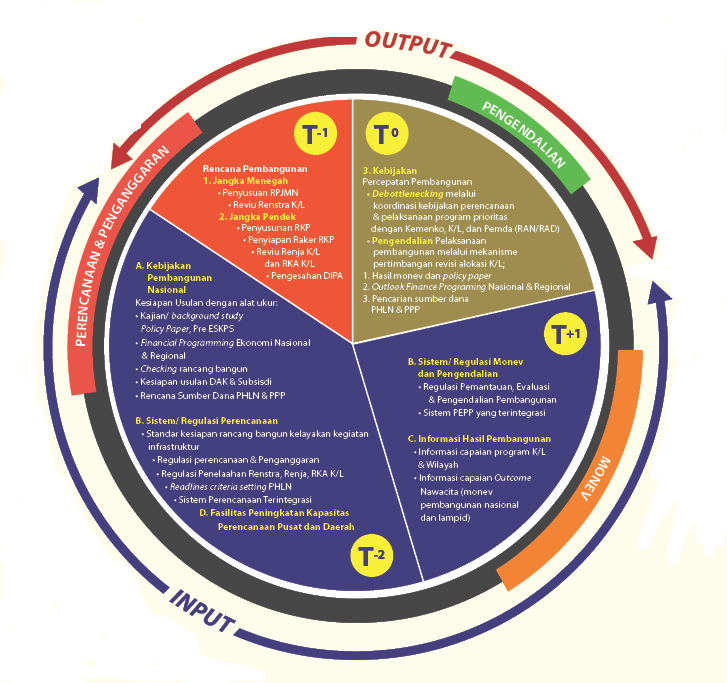 OUTPUT
PERENCANAAN & PENGANGGARAN
PENGENDALIAN
MONEV
INPUT
T-1
Rencana Pembangunan
1. Jangka Menegah
• Penyusuan RPJMN
• Reviu Renstra K/L
2. Jangka Pendek
• Penyusunan RKP
• Penyiapan Raker RKP
• Reviu Renja K/L
dan RKA K/L
• Pengesahan DIPA
T0
3. Kebijakan
Percepatan Pembangunan
• Debottlenecking melalui
koordinasi kebijakan perencanaan
& pelaksanaan program prioritas
dengan Kemenko, K/L, dan Pemda (RAN/RAD)
• Pengendalian Pelaksanaan
pembangunan melalui mekanisme
pertimbangan revisi alokasi K/L;
1. Hasil monev dan policy paper
2. Outlook Finance Programing Nasional & Regional
3. Pencarian sumber dana
PHLN & PPP
T+1
B. Sistem/ Regulasi Monev
dan Pengendalian
• Regulasi Pemantauan, Evaluasi
& Pengendalian Pembangunan
• Sistem PEPP yang terintegrasi
C. Informasi Hasil Pembangunan
• Informasi capaian program K/L
& Wilayah
• Informasi capaian Outcome
Nawacita (monev
pembangunan nasional
dan lampid)
A. Kebijakan
Pembangunan
Nasional
Kesiapan Usulan dengan alat ukur:
• Kajian/ background study
Policy Paper, Pre ESKPS
• Financial Programming Ekonomi Nasional
& Regional
• Checking rancang bangun
• Kesiapan usulan DAK & Subsisdi
• Rencana Sumber Dana PHLN & PPP
B. Sistem/ Regulasi Perencanaan
• Standar kesiapan rancang bangun kelayakan kegiatan
infrastruktur
• Regulasi perencanaan & Penganggaran
• Regulasi Penelaahan Renstra, Renja, RKA K/L
• Readlines criteria setting PHLN
• Sistem Perencanaan Terintegrasi
D. Fasilitas Peningkatan Kapasitas
Perencanaan Pusat dan Daerah
T-2